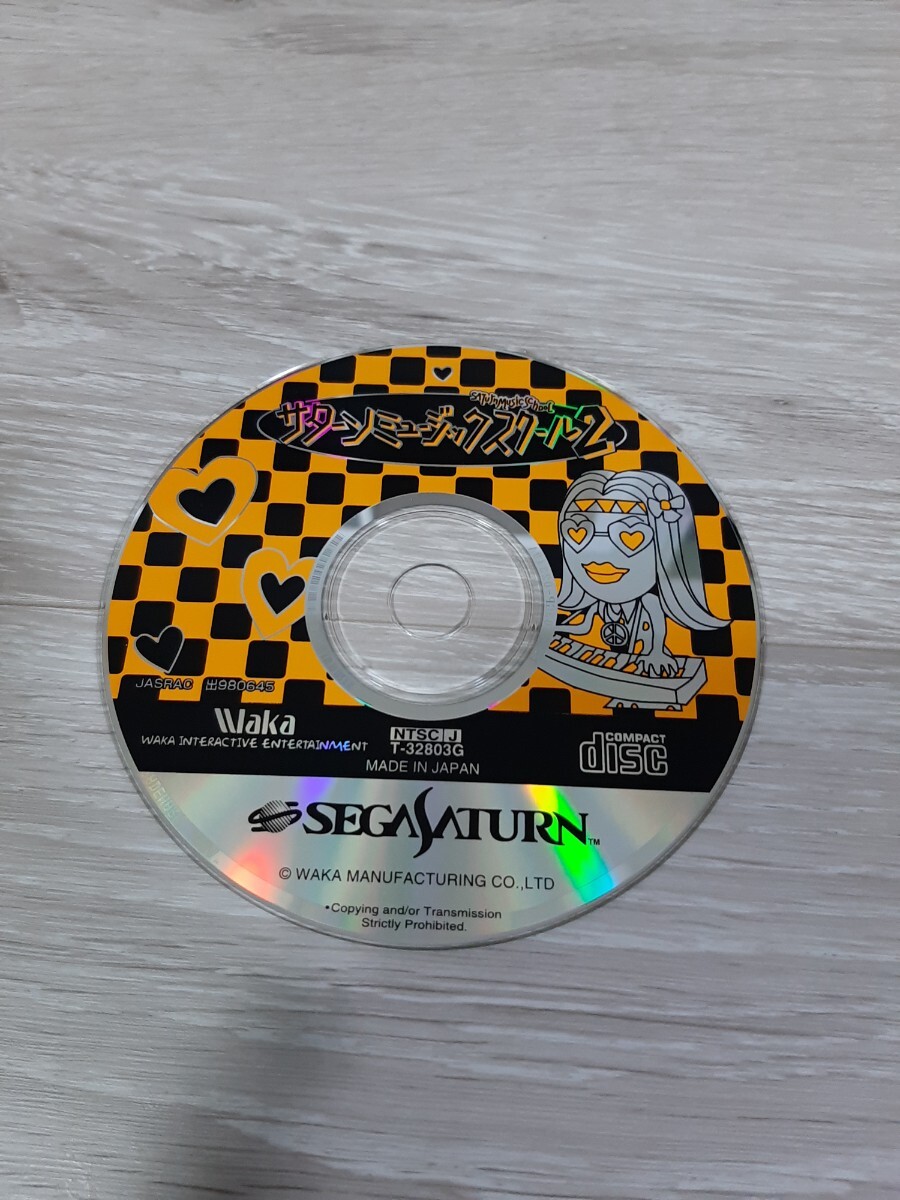 Saturn Music School
サターンミュージックスクール2
JASRAC 出980645
Waka
WAKA INTERACTIVE ENTERTAINMENT
NTSC J
T-32803G
MADE IN JAPAN
COMPACT
disc
SEGA SATURN™
© WAKA MANUFACTURING CO.,LTD
•Copying and/or Transmission
Strictly Prohibited.